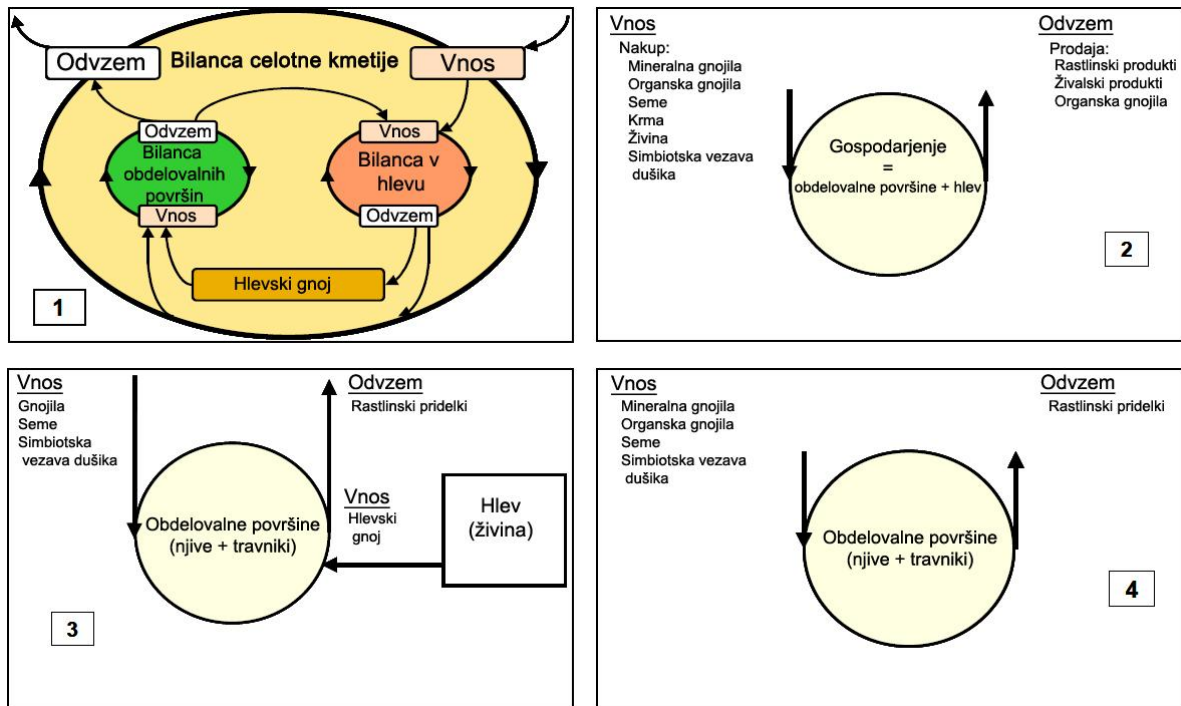 Odvzem
Bilanca celotne kmetije
Vnos
Odvzem
Bilanca
obdelovalnih
površin
Vnos
Vnos
Bilanca v
hlevu
Odvzem
Hlevski gnoj
1
Vnos
Nakup:
Mineralna gnojila
Organska gnojila
Seme
Krma
Živina
Simbiotska vezava
dušika
Odvzem
Prodaja:
Rastlinski produkti
Živalski produkti
Organska gnojila
Gospodarjenje
=
obdelovalne površine + hlev
2
Vnos
Gnojila
Seme
Simbiotska
vezava dušika
Odvzem
Rastlinski pridelki
Obdelovalne površine
(njive + travniki)
Vnos
Hlevski
gnoj
Hlev
(živina)
3
Vnos
Mineralna gnojila
Organska gnojila
Seme
Simbiotska vezava
dušika
Odvzem
Rastlinski pridelki
Obdelovalne površine
(njive + travniki)
4